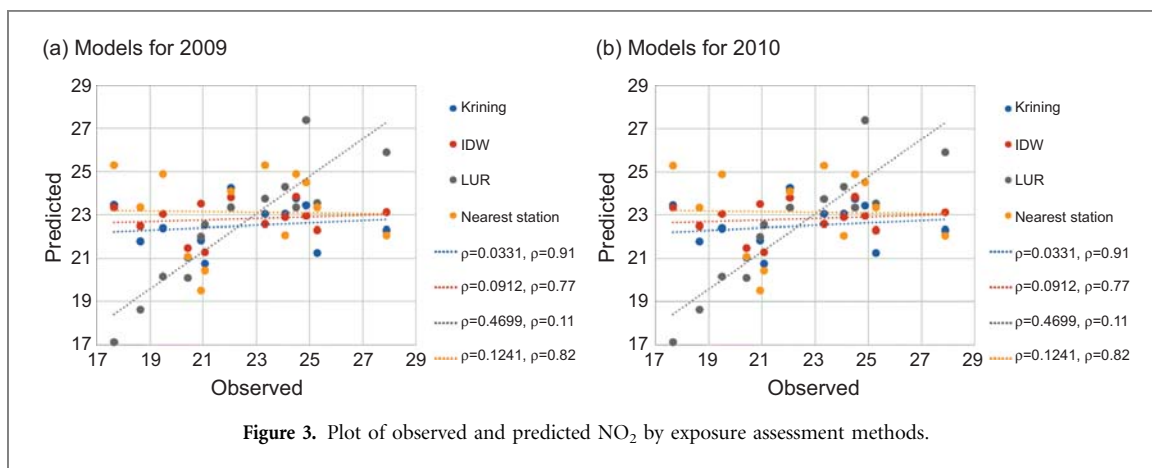 (a) Models for 2009
29
27
25
23
21
19
17
Predicted
17 19 21 23 25 27 29
Observed
Krining
IDW
LUR
Nearest station
ρ=0.0331, ρ=0.91
ρ=0.0912, ρ=0.77
ρ=0.4699, ρ=0.11
ρ=0.1241, ρ=0.82
(b) Models for 2010
29
27
25
23
21
19
17
Predicted
17 19 21 23 25 27 29
Observed
Krining
IDW
LUR
Nearest station
ρ=0.0331, ρ=0.91
ρ=0.0912, ρ=0.77
ρ=0.4699, ρ=0.11
ρ=0.1241, ρ=0.82
Figure 3. Plot of observed and predicted NO₂ by exposure assessment methods.